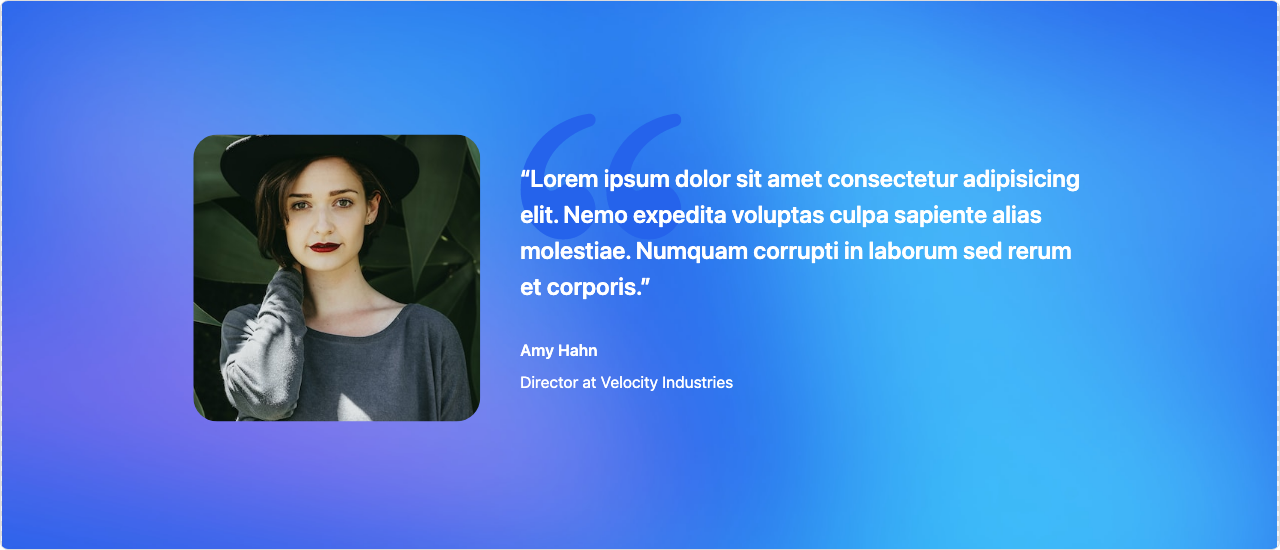 “Lorem ipsum dolor sit amet consectetur adipisicing
elit. Nemo expedita voluptas culpa sapiente alias
molestiae. Numquam corrupti in laborum sed rerum
et corporis.”
Amy Hahn
Director at Velocity Industries